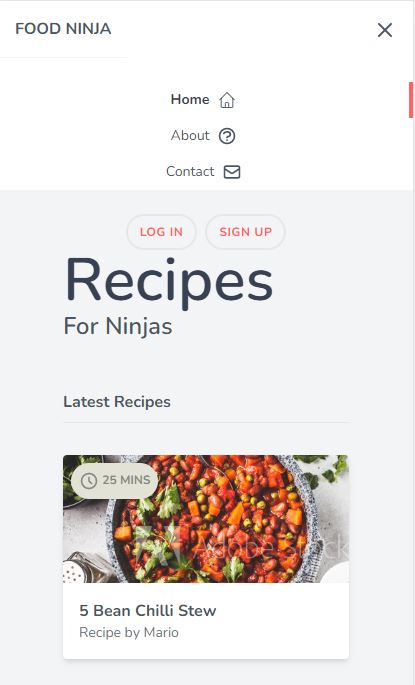 FOOD NINJA
Home
About
Contact
LOG IN SIGN UP
Recipes
For Ninjas
Latest Recipes
25 MINS
Adobe Stock
5 Bean Chilli Stew
Recipe by Mario